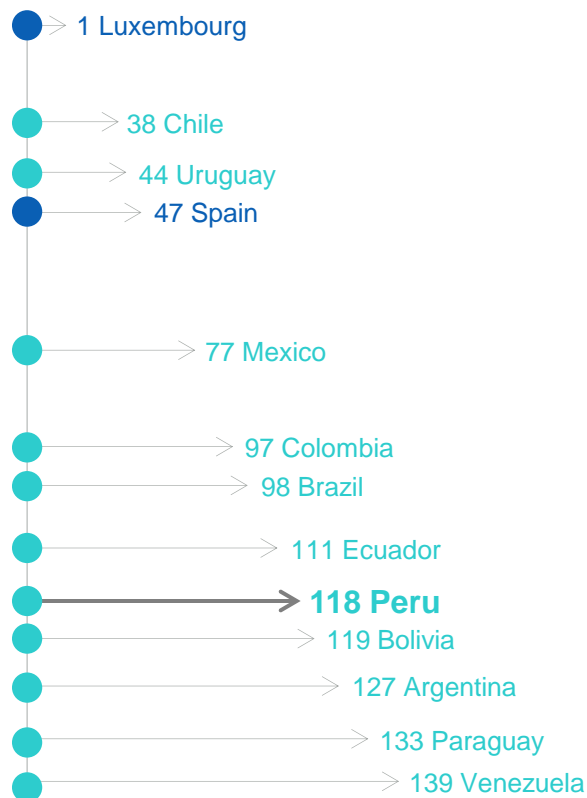 1 Luxembourg
38 Chile
44 Uruguay
47 Spain
77 Mexico
97 Colombia
98 Brazil
111 Ecuador
118 Peru
119 Bolivia
127 Argentina
133 Paraguay
139 Venezuela